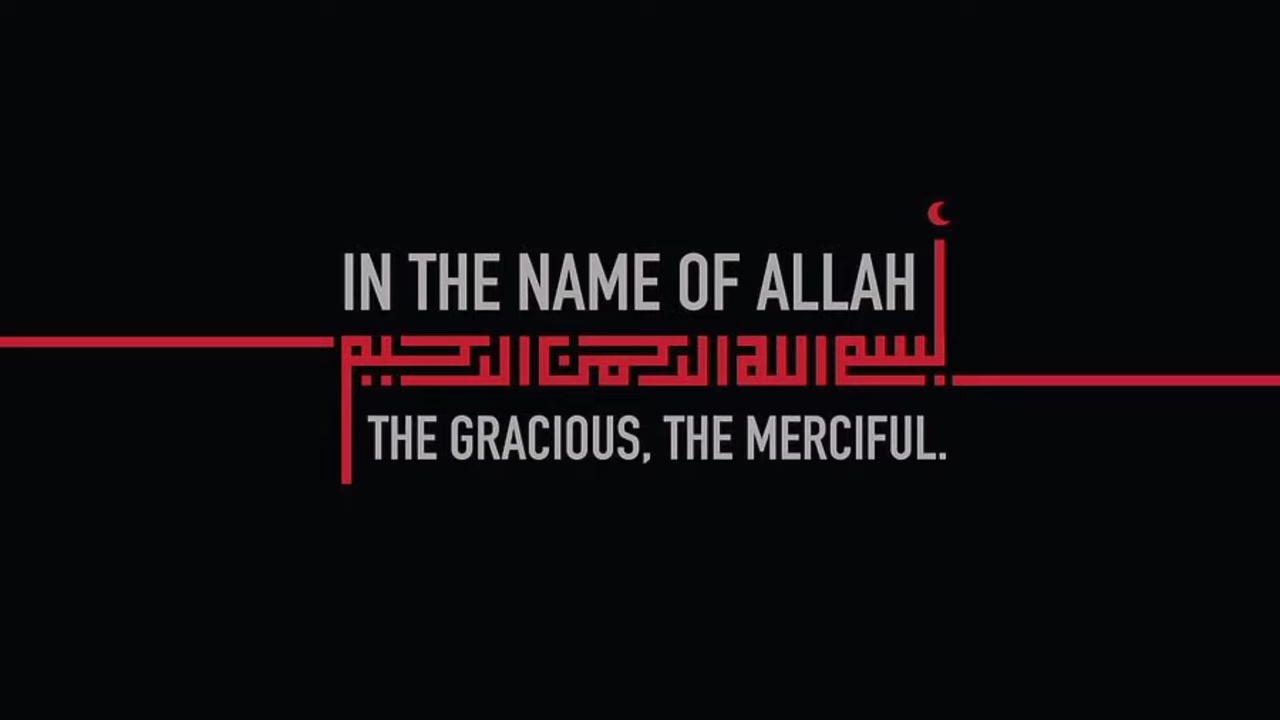 IN THE NAME OF ALLAH
بسم الله الرحمن الرحيم
THE GRACIOUS, THE MERCIFUL.